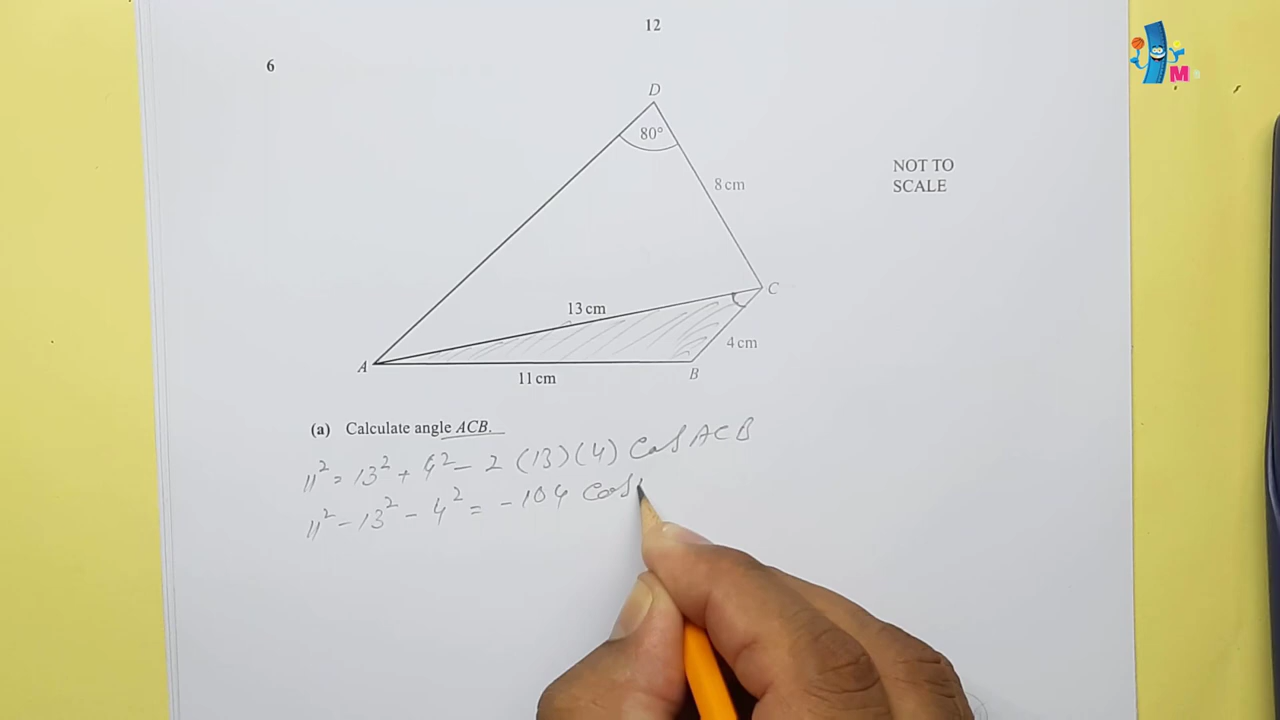 12
6
D
80°
8 cm
NOT TO
SCALE
C
13 cm
4 cm
A
11 cm
B
(a) Calculate angle ACB.
11² = 13² + 4² - 2 (13)(4) Cos ACB
11² - 13² - 4² = - 104 Cos
M